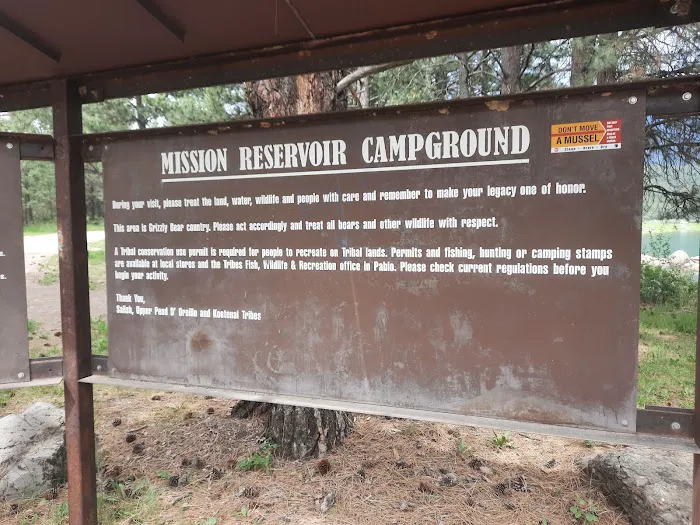 MISSION RESERVOIR CAMPGROUND
DON'T MOVE
A MUSSEL
Clean · Drain · Dry
During your visit, please treat the land, water, wildlife and people with care and remember to make your legacy one of honor.
This area is Grizzly Bear country. Please act accordingly and treat all bears and other wildlife with respect.
A Tribal conservation use permit is required for people to recreate on Tribal lands. Permits and fishing, hunting or camping stamps
are available at local stores and the Tribes Fish, Wildlife & Recreation office in Pablo. Please check current regulations before you
begin your activity.
Thank You,
Salish, Upper Pend D' Oreille and Kootenai Tribes